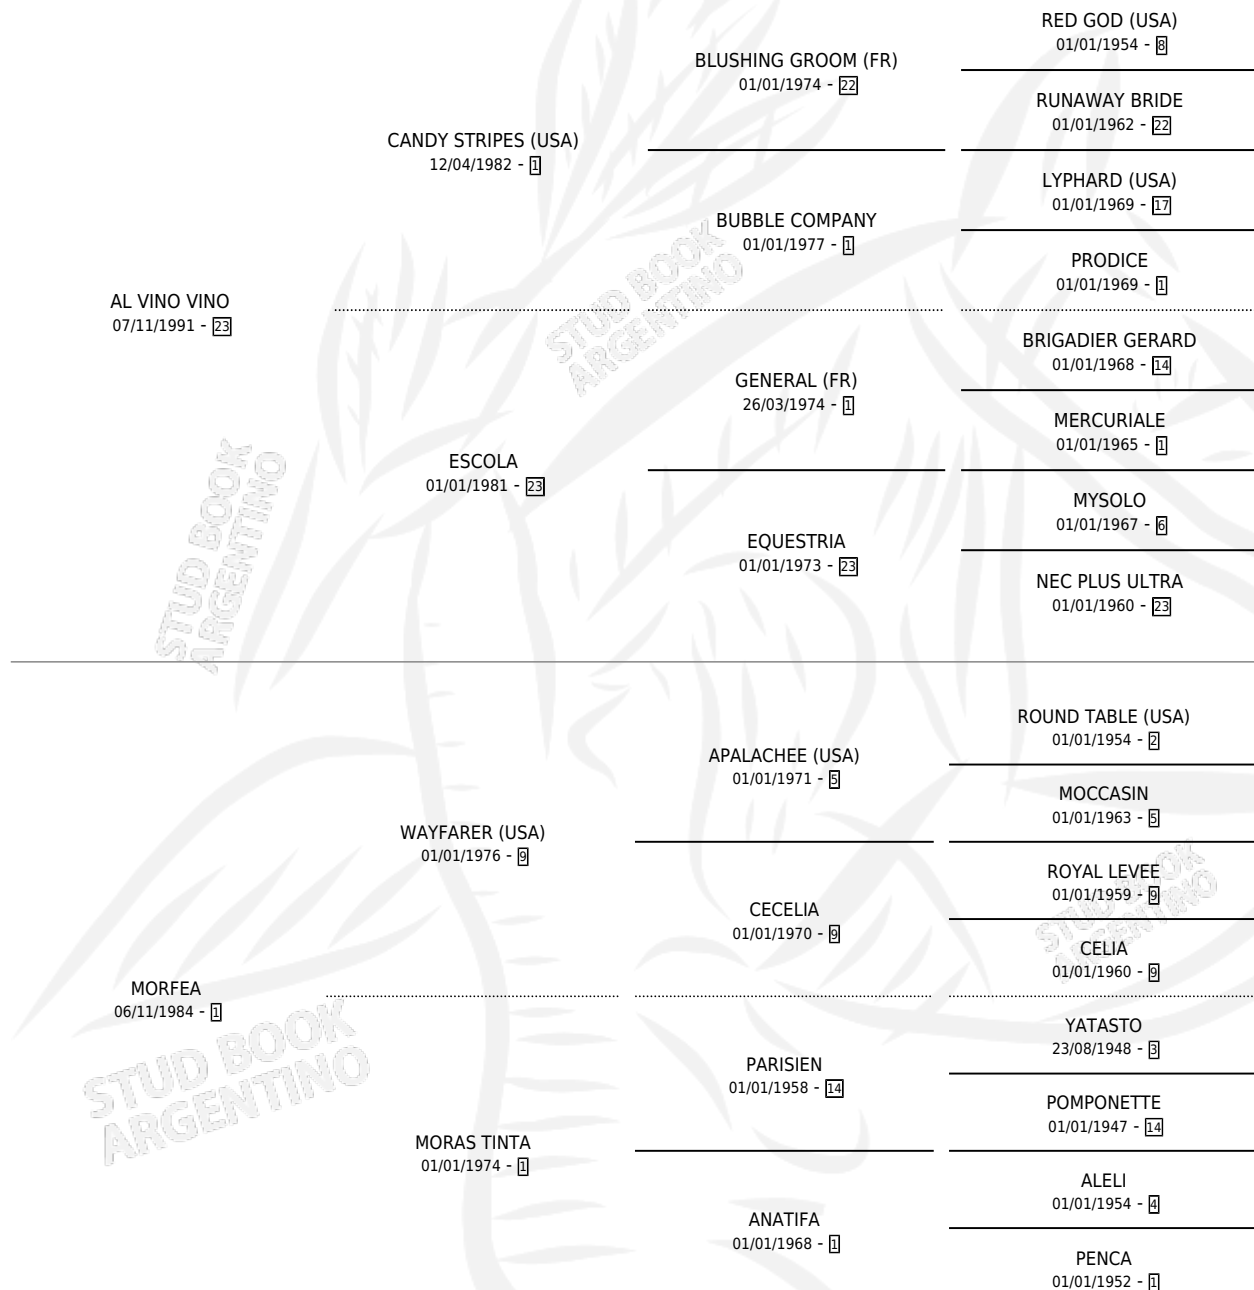 RED GOD (USA)
01/01/1954 - 8
BLUSHING GROOM (FR)
01/01/1974 - 22
RUNAWAY BRIDE
01/01/1962 - 22
CANDY STRIPES (USA)
12/04/1982 - 1
LYPHARD (USA)
01/01/1969 - 17
BUBBLE COMPANY
01/01/1977 - 1
PRODICE
01/01/1969 - 1
AL VINO VINO
07/11/1991 - 23
STUD BOOK
ARGENTINO
BRIGADIER GERARD
01/01/1968 - 14
GENERAL (FR)
26/03/1974 - 1
MERCURIALE
01/01/1965 - 1
ESCOLA
01/01/1981 - 23
MYSOLO
01/01/1967 - 6
EQUESTRIA
01/01/1973 - 23
NEC PLUS ULTRA
01/01/1960 - 23
STUD BOOK
ARGENTINO
ROUND TABLE (USA)
01/01/1954 - 2
APALACHEE (USA)
01/01/1971 - 5
MOCCASIN
01/01/1963 - 5
WAYFARER (USA)
01/01/1976 - 9
ROYAL LEVEE
01/01/1959 - 9
CECELIA
01/01/1970 - 9
CELIA
01/01/1960 - 9
STUD BOOK
ARGENTINO
MORFEA
06/11/1984 - 1
YATASTO
23/08/1948 - 3
PARISIEN
01/01/1958 - 14
POMPONETTE
01/01/1947 - 14
STUD BOOK
ARGENTINO
MORAS TINTA
01/01/1974 - 1
ALELI
01/01/1954 - 4
ANATIFA
01/01/1968 - 1
PENCA
01/01/1952 - 1